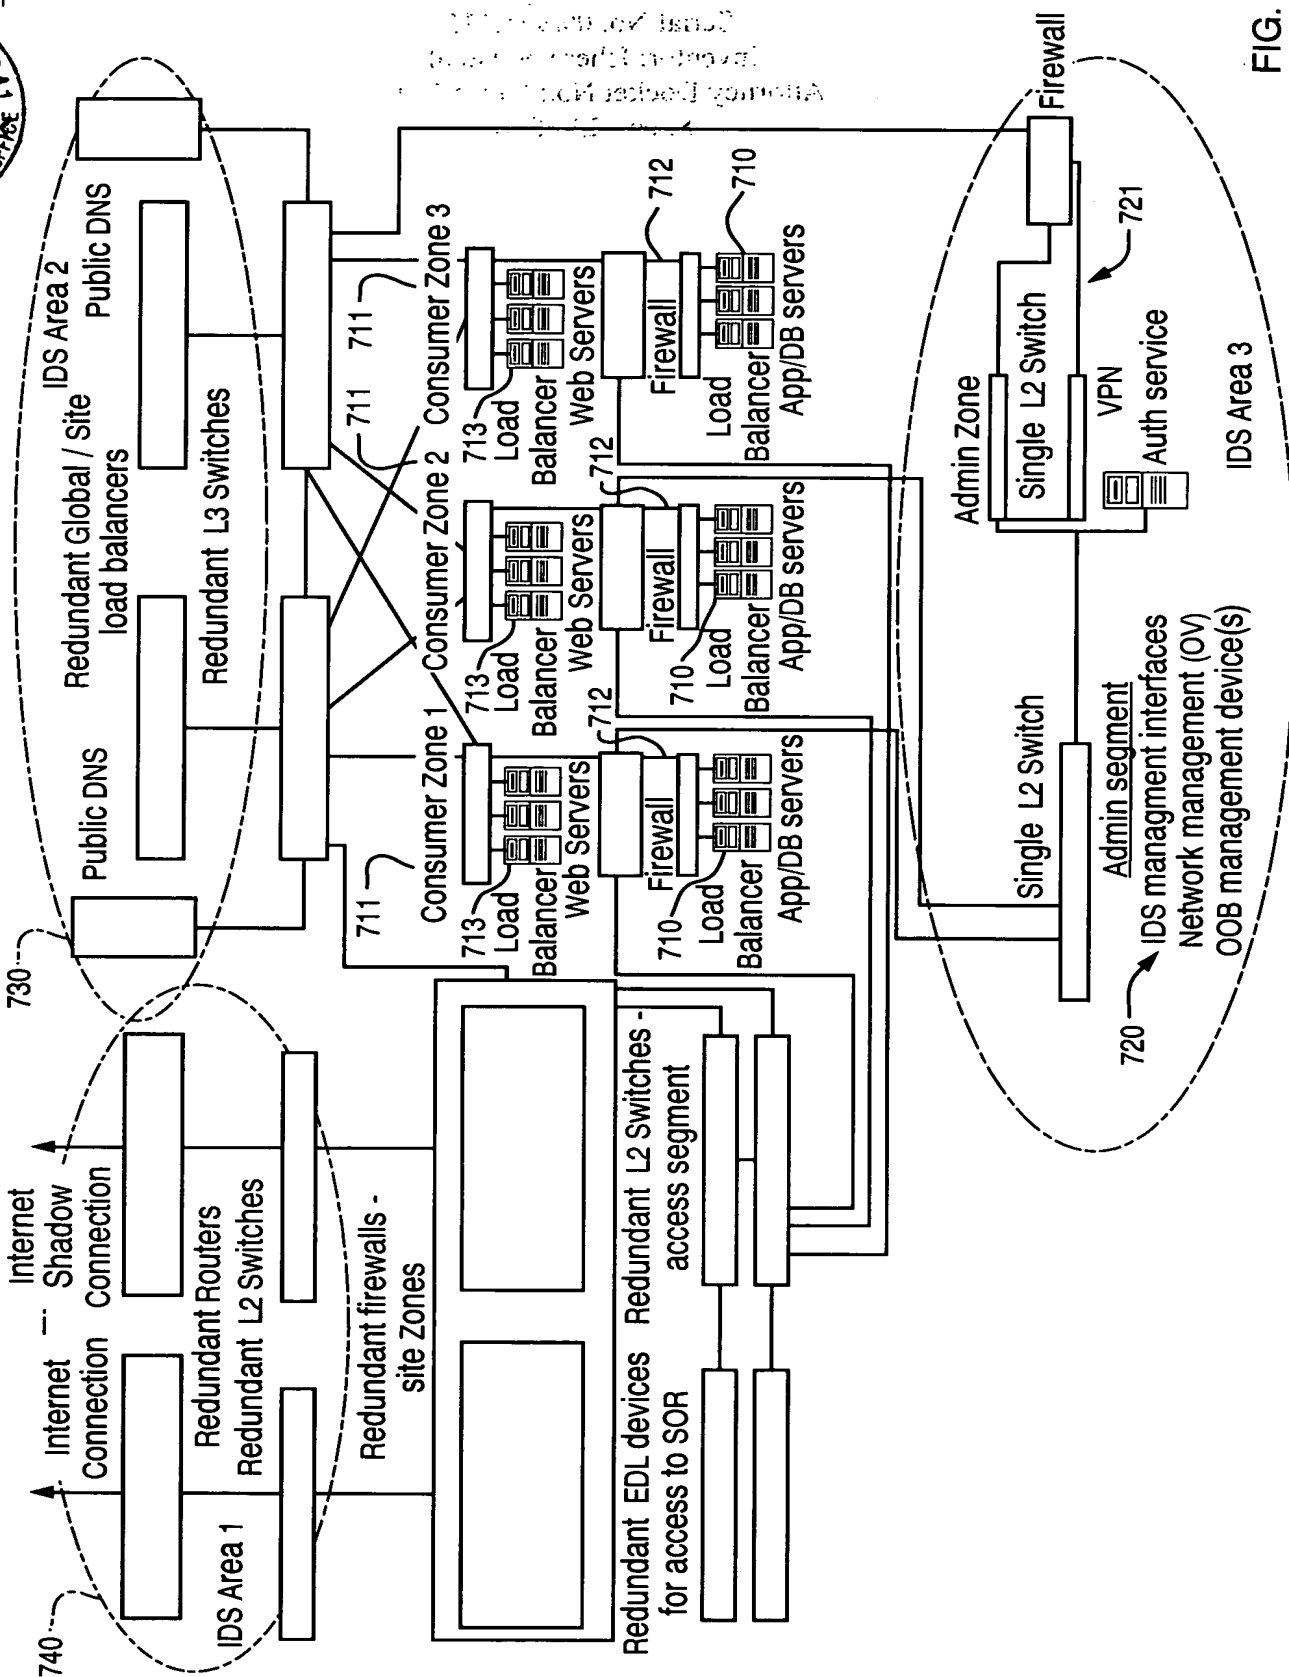 740
IDS Area 1
Internet
Connection
Internet
Shadow
Connection
Redundant Routers
Redundant L2 Switches
Redundant firewalls -
site Zones
730
Public DNS
Redundant Global / Site
load balancers
IDS Area 2
Public DNS
Redundant L3 Switches
711
Consumer Zone 1
711
Consumer Zone 2
711
Consumer Zone 3
713
Load
Balancer
Web Servers
712
Firewall
710
Load
Balancer
App/DB servers
713
Load
Balancer
Web Servers
712
Firewall
710
Load
Balancer
App/DB servers
713
Load
Balancer
Web Servers
712
Firewall
710
Load
Balancer
App/DB servers
Redundant EDL devices
for access to SOR
Redundant L2 Switches -
access segment
Single L2 Switch
720
Admin segment
IDS managment interfaces
Network management (OV)
OOB management device(s)
Admin Zone
Single L2 Switch
VPN
Auth service
721
Firewall
IDS Area 3
FIG.
Serial No.
Inventor:
Attorney Docket No.: